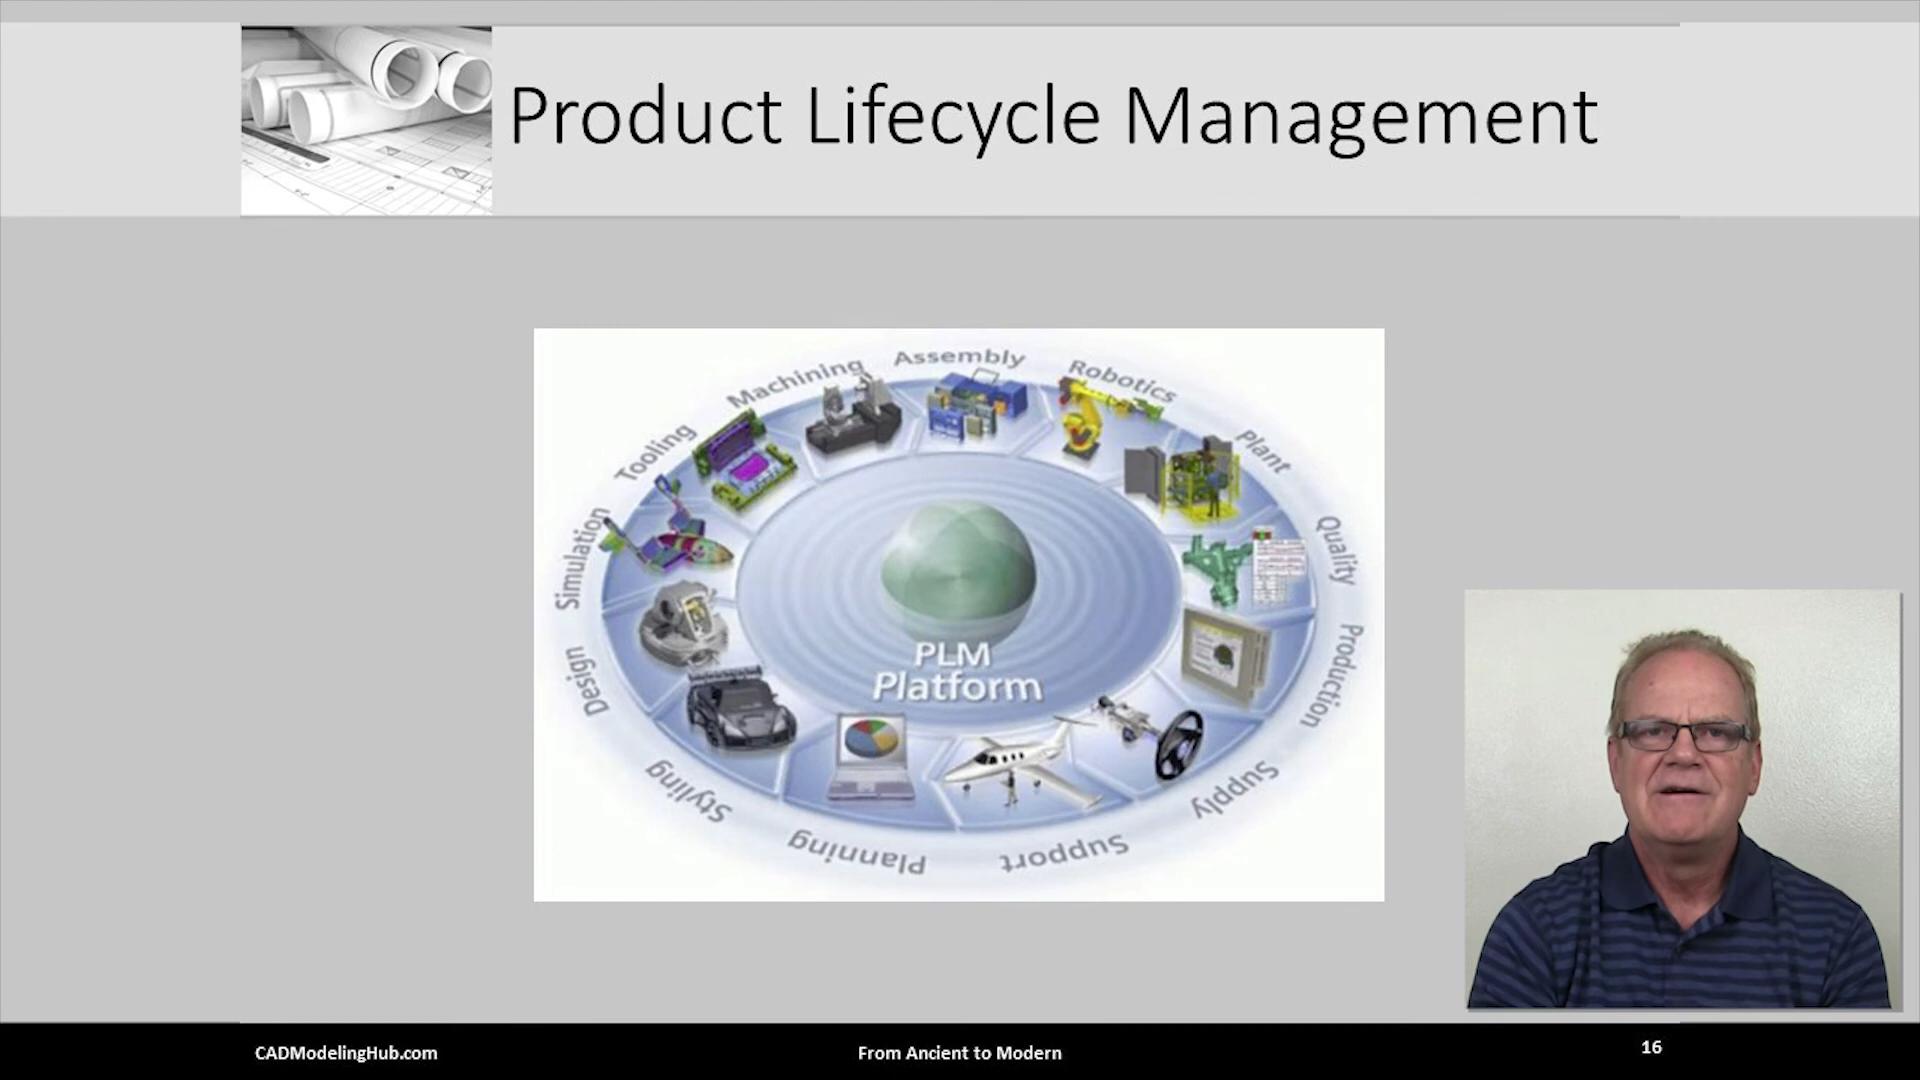 Product Lifecycle Management
Assembly
Machining
Robotics
Tooling
Plant
Simulation
Quality
Design
Production
PLM
Platform
Styling
Supply
Planning
Support
CADModelingHub.com
From Ancient to Modern
16